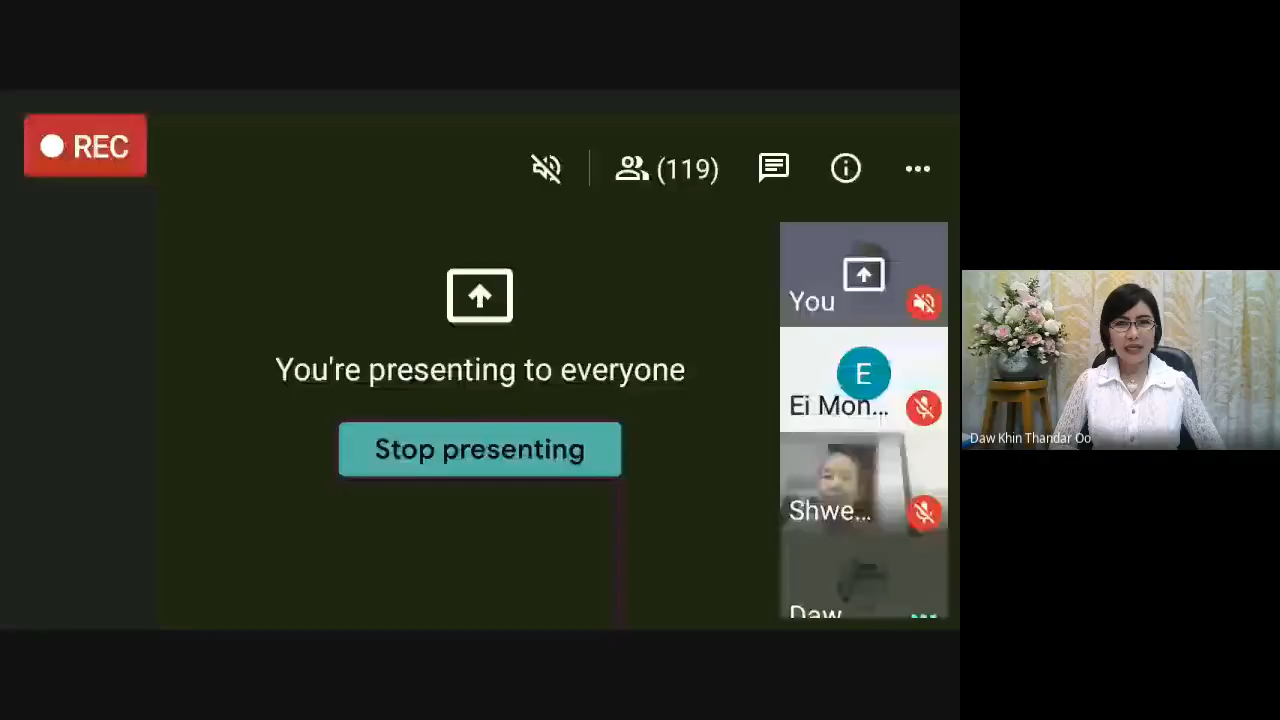 REC
(119)
You
You're presenting to everyone
E
Ei Mon...
Stop presenting
Daw Khin Thandar Oo
Shwe...
Daw